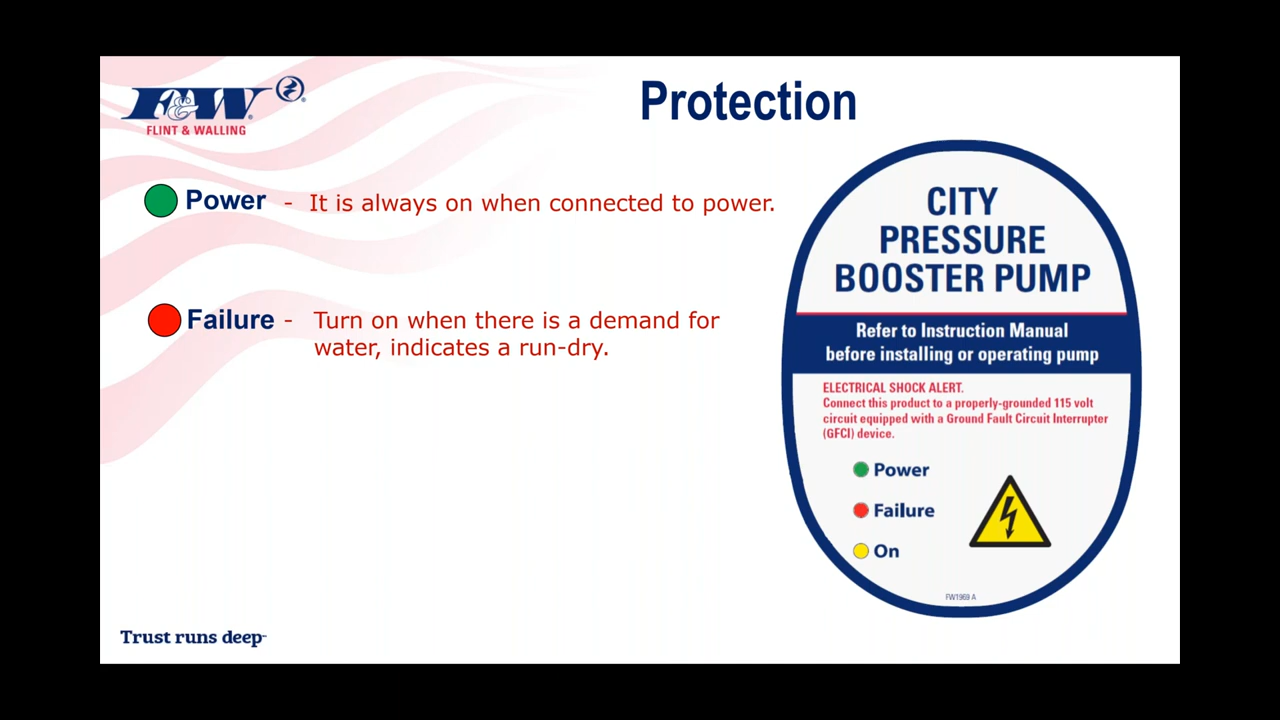 F&W
FLINT & WALLING
Protection
Power - It is always on when connected to power.
Failure - Turn on when there is a demand for
water, indicates a run-dry.
CITY
PRESSURE
BOOSTER PUMP
Refer to Instruction Manual
before installing or operating pump
ELECTRICAL SHOCK ALERT.
Connect this product to a properly-grounded 115 volt
circuit equipped with a Ground Fault Circuit Interrupter
(GFCI) device.
Power
Failure
On
FW1969 A
Trust runs deep